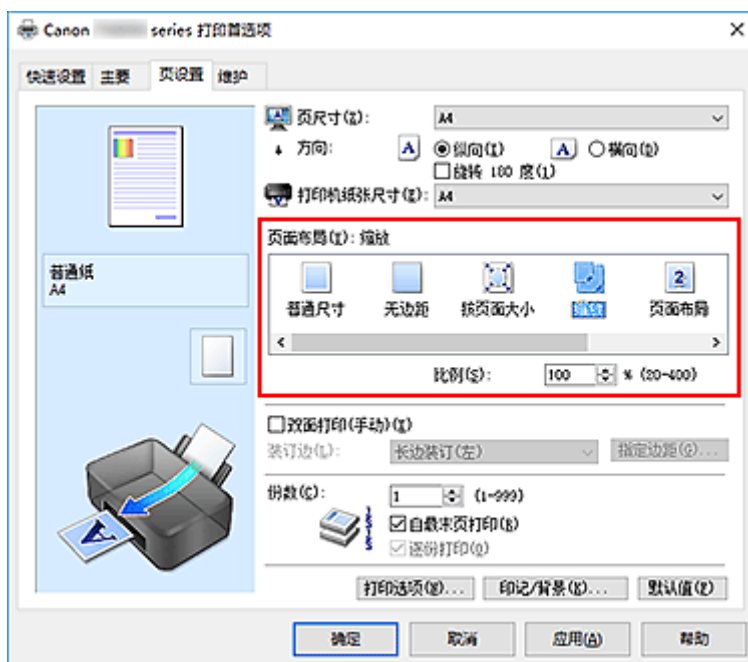 Canon series 打印首选项
快速设置 主要 页设置 维护
页尺寸(Z): A4
方向: A 纵向(T) A 横向(D)
旋转 180 度(1)
打印机纸张尺寸(E): A4
页面布局(I): 缩放
普通尺寸 无边距 按页面大小 缩放 2 页面布局
比例(S): 100 % (20-400)
普通纸
A4
双面打印(手动)(X)
装订边(L): 长边装订(左) 指定边距(G)...
份数(C): 1 (1-999)
自最末页打印(R)
逐份打印(O)
打印选项(N)... 印记/背景(K)... 默认值(F)
确定 取消 应用(A) 帮助